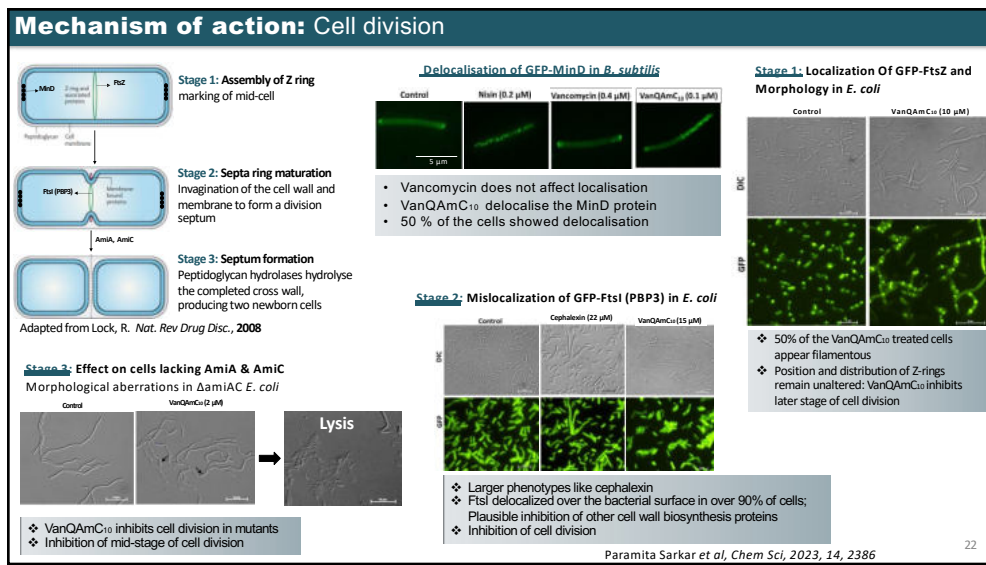 Mechanism of action: Cell division
MinD
Z ring and
associated
proteins
FtsZ
Peptidoglycan
Cell
membrane
Stage 1: Assembly of Z ring
marking of mid-cell
FtsI (PBP3)
Membrane
bound
proteins
Stage 2: Septa ring maturation
Invagination of the cell wall and
membrane to form a division
septum
AmiA, AmiC
Stage 3: Septum formation
Peptidoglycan hydrolases hydrolyse
the completed cross wall,
producing two newborn cells
Adapted from Lock, R. Nat. Rev Drug Disc., 2008
Stage 3: Effect on cells lacking AmiA & AmiC
Morphological aberrations in ΔamiAC E. coli
Control
VanQAmC10 (2 µM)
Lysis
❖ VanQAmC10 inhibits cell division in mutants
❖ Inhibition of mid-stage of cell division
Delocalisation of GFP-MinD in B. subtilis
Control
Nisin (0.2 µM)
Vancomycin (0.4 µM)
VanQAmC10 (0.1 µM)
5 µm
• Vancomycin does not affect localisation
• VanQAmC10 delocalise the MinD protein
• 50 % of the cells showed delocalisation
Stage 2: Mislocalization of GFP-FtsI (PBP3) in E. coli
Control
Cephalexin (22 µM)
VanQAmC10 (15 µM)
DIC
GFP
❖ Larger phenotypes like cephalexin
❖ FtsI delocalized over the bacterial surface in over 90% of cells;
Plausible inhibition of other cell wall biosynthesis proteins
❖ Inhibition of cell division
Stage 1: Localization Of GFP-FtsZ and
Morphology in E. coli
Control
VanQAmC10 (10 µM)
DIC
GFP
❖ 50% of the VanQAmC10 treated cells
appear filamentous
❖ Position and distribution of Z-rings
remain unaltered: VanQAmC10 inhibits
later stage of cell division
Paramita Sarkar et al, Chem Sci, 2023, 14, 2386
22